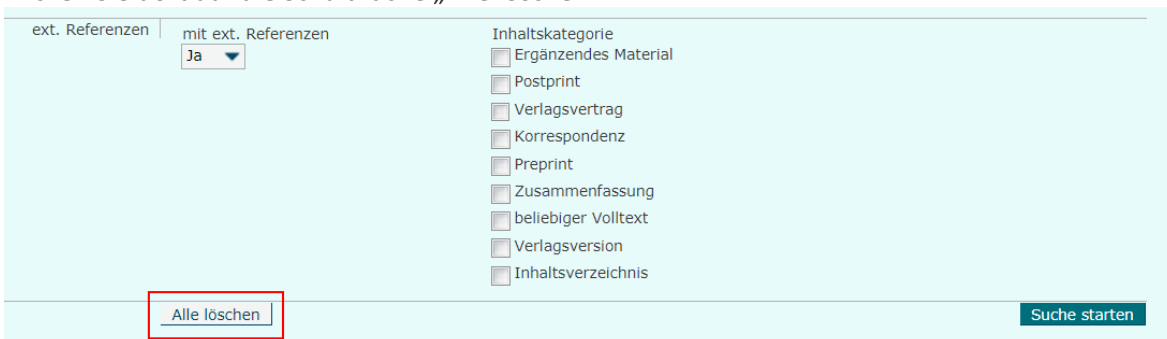 ext. Referenzen mit ext. Referenzen Inhaltskategorie
Ja Ergänzendes Material
Postprint
Verlagsvertrag
Korrespondenz
Preprint
Zusammenfassung
beliebiger Volltext
Verlagsversion
Inhaltsverzeichnis
Alle löschen Suche starten